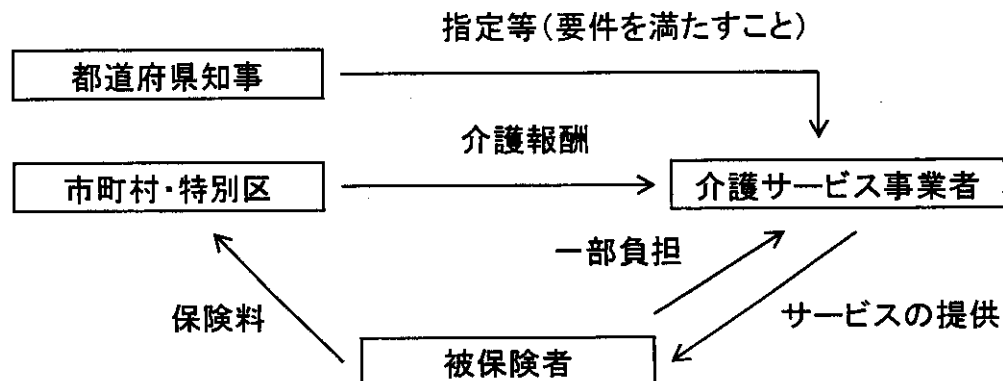 指定等(要件を満たすこと)
都道府県知事
介護報酬
市町村・特別区
介護サービス事業者
一部負担
保険料
サービスの提供
被保険者